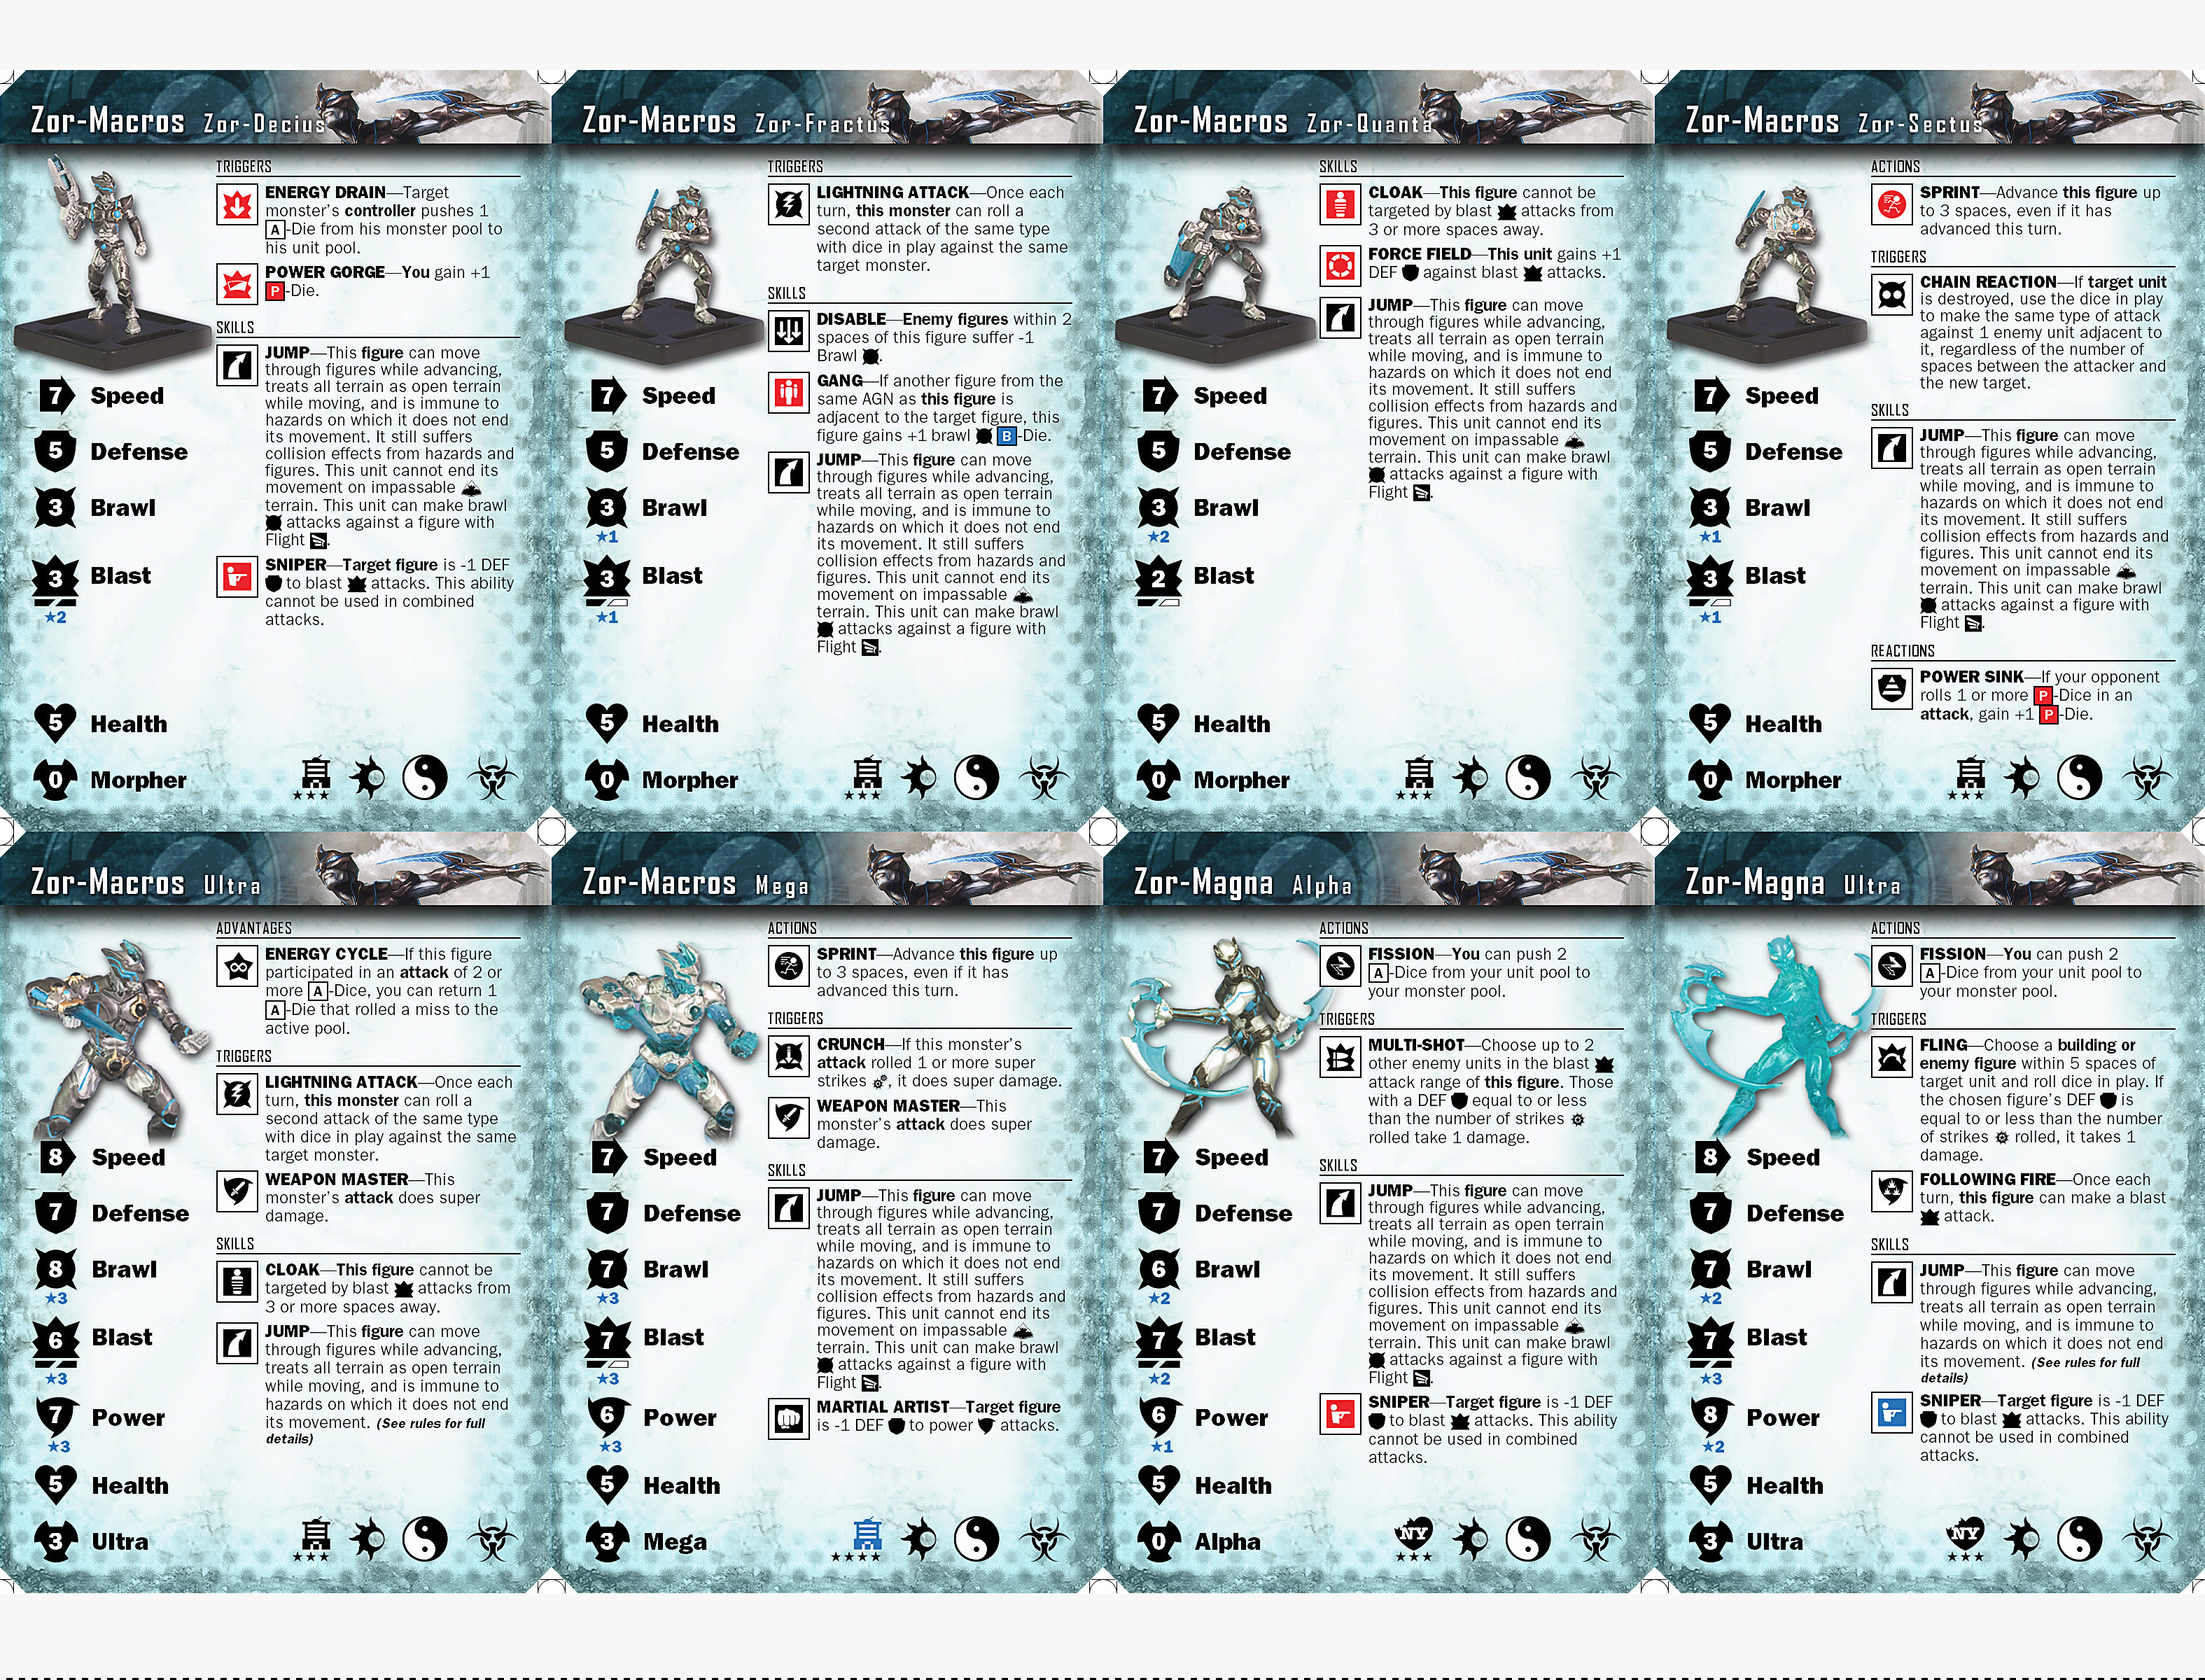 Zor-Macros Zor-Decius
TRIGGERS
ENERGY DRAIN—Target
monster's controller pushes 1
A-Die from his monster pool to
his unit pool.
POWER GORGE—You gain +1
P-Die.
SKILLS
JUMP—This figure can move
through figures while advancing,
treats all terrain as open terrain
while moving, and is immune to
hazards on which it does not end
its movement. It still suffers
collision effects from hazards and
figures. This unit cannot end its
movement on impassable
terrain. This unit can make brawl
attacks against a figure with
Flight .
SNIPER—Target figure is -1 DEF
to blast attacks. This ability
cannot be used in combined
attacks.
7 Speed
5 Defense
3 Brawl
3 Blast
★2
5 Health
0 Morpher
★★★
Zor-Macros Zor-Fractus
TRIGGERS
LIGHTNING ATTACK—Once each
turn, this monster can roll a
second attack of the same type
with dice in play against the same
target monster.
SKILLS
DISABLE—Enemy figures within 2
spaces of this figure suffer -1
Brawl .
GANG—If another figure from the
same AGN as this figure is
adjacent to the target figure, this
figure gains +1 brawl B-Die.
JUMP—This figure can move
through figures while advancing,
treats all terrain as open terrain
while moving, and is immune to
hazards on which it does not end
its movement. It still suffers
collision effects from hazards and
figures. This unit cannot end its
movement on impassable
terrain. This unit can make brawl
attacks against a figure with
Flight .
7 Speed
5 Defense
3 Brawl
★1
3 Blast
★1
5 Health
0 Morpher
★★★
Zor-Macros Zor-Quanta
SKILLS
CLOAK—This figure cannot be
targeted by blast attacks from
3 or more spaces away.
FORCE FIELD—This unit gains +1
DEF against blast attacks.
JUMP—This figure can move
through figures while advancing,
treats all terrain as open terrain
while moving, and is immune to
hazards on which it does not end
its movement. It still suffers
collision effects from hazards and
figures. This unit cannot end its
movement on impassable
terrain. This unit can make brawl
attacks against a figure with
Flight .
7 Speed
5 Defense
3 Brawl
★2
2 Blast
5 Health
0 Morpher
★★★
Zor-Macros Zor-Sectus
ACTIONS
SPRINT—Advance this figure up
to 3 spaces, even if it has
advanced this turn.
TRIGGERS
CHAIN REACTION—If target unit
is destroyed, use the dice in play
to make the same type of attack
against 1 enemy unit adjacent to
it, regardless of the number of
spaces between the attacker and
the new target.
SKILLS
JUMP—This figure can move
through figures while advancing,
treats all terrain as open terrain
while moving, and is immune to
hazards on which it does not end
its movement. It still suffers
collision effects from hazards and
figures. This unit cannot end its
movement on impassable
terrain. This unit can make brawl
attacks against a figure with
Flight .
REACTIONS
POWER SINK—If your opponent
rolls 1 or more P-Dice in an
attack, gain +1 P-Die.
7 Speed
5 Defense
3 Brawl
★1
3 Blast
★1
5 Health
0 Morpher
★★★
Zor-Macros Ultra
ADVANTAGES
ENERGY CYCLE—If this figure
participated in an attack of 2 or
more A-Dice, you can return 1
A-Die that rolled a miss to the
active pool.
TRIGGERS
LIGHTNING ATTACK—Once each
turn, this monster can roll a
second attack of the same type
with dice in play against the same
target monster.
WEAPON MASTER—This
monster's attack does super
damage.
SKILLS
CLOAK—This figure cannot be
targeted by blast attacks from
3 or more spaces away.
JUMP—This figure can move
through figures while advancing,
treats all terrain as open terrain
while moving, and is immune to
hazards on which it does not end
its movement. (See rules for full
details)
8 Speed
7 Defense
8 Brawl
★3
6 Blast
★3
7 Power
★3
5 Health
3 Ultra
★★★
Zor-Macros Mega
ACTIONS
SPRINT—Advance this figure up
to 3 spaces, even if it has
advanced this turn.
TRIGGERS
CRUNCH—If this monster's
attack rolled 1 or more super
strikes , it does super damage.
WEAPON MASTER—This
monster's attack does super
damage.
SKILLS
JUMP—This figure can move
through figures while advancing,
treats all terrain as open terrain
while moving, and is immune to
hazards on which it does not end
its movement. It still suffers
collision effects from hazards and
figures. This unit cannot end its
movement on impassable
terrain. This unit can make brawl
attacks against a figure with
Flight .
MARTIAL ARTIST—Target figure
is -1 DEF to power attacks.
7 Speed
7 Defense
7 Brawl
★3
7 Blast
★3
6 Power
★3
5 Health
3 Mega
★★★★
Zor-Magna Alpha
ACTIONS
FISSION—You can push 2
A-Dice from your unit pool to
your monster pool.
TRIGGERS
MULTI-SHOT—Choose up to 2
other enemy units in the blast
attack range of this figure. Those
with a DEF equal to or less
than the number of strikes
rolled take 1 damage.
SKILLS
JUMP—This figure can move
through figures while advancing,
treats all terrain as open terrain
while moving, and is immune to
hazards on which it does not end
its movement. It still suffers
collision effects from hazards and
figures. This unit cannot end its
movement on impassable
terrain. This unit can make brawl
attacks against a figure with
Flight .
SNIPER—Target figure is -1 DEF
to blast attacks. This ability
cannot be used in combined
attacks.
7 Speed
7 Defense
6 Brawl
★2
7 Blast
★2
6 Power
★1
5 Health
0 Alpha
NY
★★★
Zor-Magna Ultra
ACTIONS
FISSION—You can push 2
A-Dice from your unit pool to
your monster pool.
TRIGGERS
FLING—Choose a building or
enemy figure within 5 spaces of
target unit and roll dice in play. If
the chosen figure's DEF is
equal to or less than the number
of strikes rolled, it takes 1
damage.
FOLLOWING FIRE—Once each
turn, this figure can make a blast
attack.
SKILLS
JUMP—This figure can move
through figures while advancing,
treats all terrain as open terrain
while moving, and is immune to
hazards on which it does not end
its movement. (See rules for full
details)
SNIPER—Target figure is -1 DEF
to blast attacks. This ability
cannot be used in combined
attacks.
8 Speed
7 Defense
7 Brawl
★2
7 Blast
★3
8 Power
★2
5 Health
3 Ultra
NY
★★★